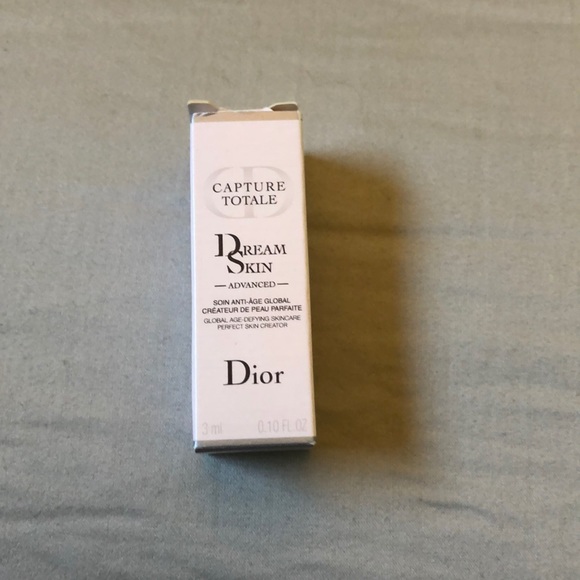 CAPTURE
TOTALE
DREAM
SKIN
— ADVANCED —
SOIN ANTI-ÂGE GLOBAL
CRÉATEUR DE PEAU PARFAITE
GLOBAL AGE-DEFYING SKINCARE
PERFECT SKIN CREATOR
Dior
3 ml 0.10 FL OZ